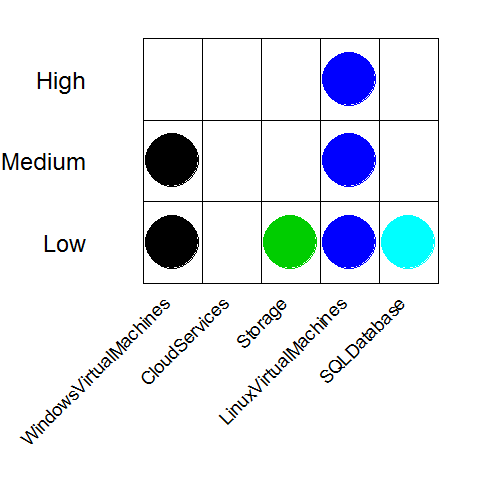 High
Medium
Low
WindowsVirtualMachines
CloudServices
Storage
LinuxVirtualMachines
SQLDatabase